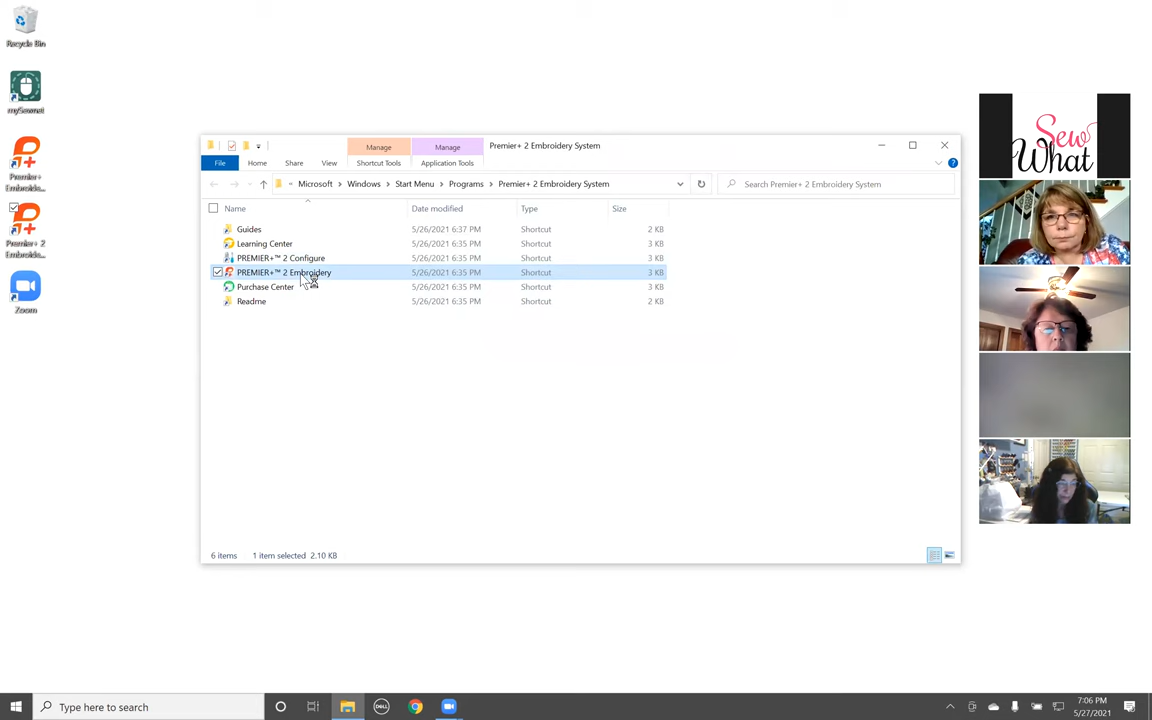 Recycle Bin
mySewnet
Premier+
Embroide...
Premier+ 2
Embroide...
Zoom
Manage
Manage
Premier+ 2 Embroidery System
File
Home
Share
View
Shortcut Tools
Application Tools
« Microsoft > Windows > Start Menu > Programs > Premier+ 2 Embroidery System
Search Premier+ 2 Embroidery System
Name Date modified Type Size
Guides 5/26/2021 6:37 PM Shortcut 2 KB
Learning Center 5/26/2021 6:35 PM Shortcut 3 KB
PREMIER+™ 2 Configure 5/26/2021 6:35 PM Shortcut 3 KB
PREMIER+™ 2 Embroidery 5/26/2021 6:35 PM Shortcut 3 KB
Purchase Center 5/26/2021 6:35 PM Shortcut 3 KB
Readme 5/26/2021 6:35 PM Shortcut 2 KB
6 items 1 item selected 2.10 KB
Sew
What
Type here to search
DELL
7:06 PM
5/27/2021